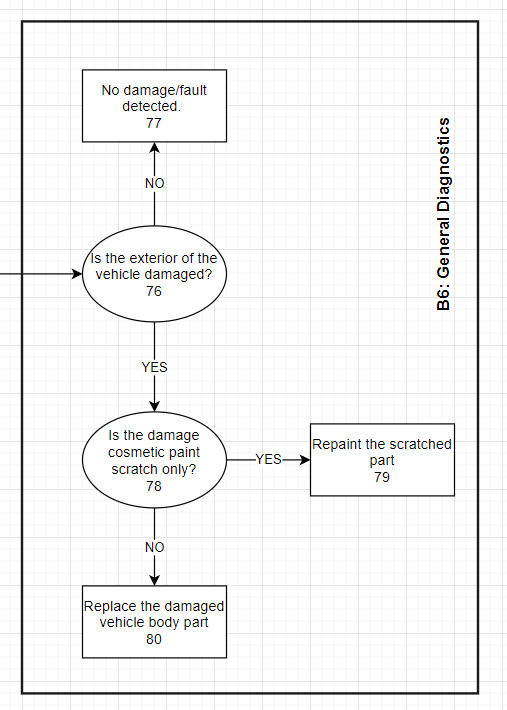 No damage/fault
detected.
77
NO
Is the exterior of the
vehicle damaged?
76
YES
Is the damage
cosmetic paint
scratch only?
78
YES
Repaint the scratched
part
79
NO
Replace the damaged
vehicle body part
80
B6: General Diagnostics